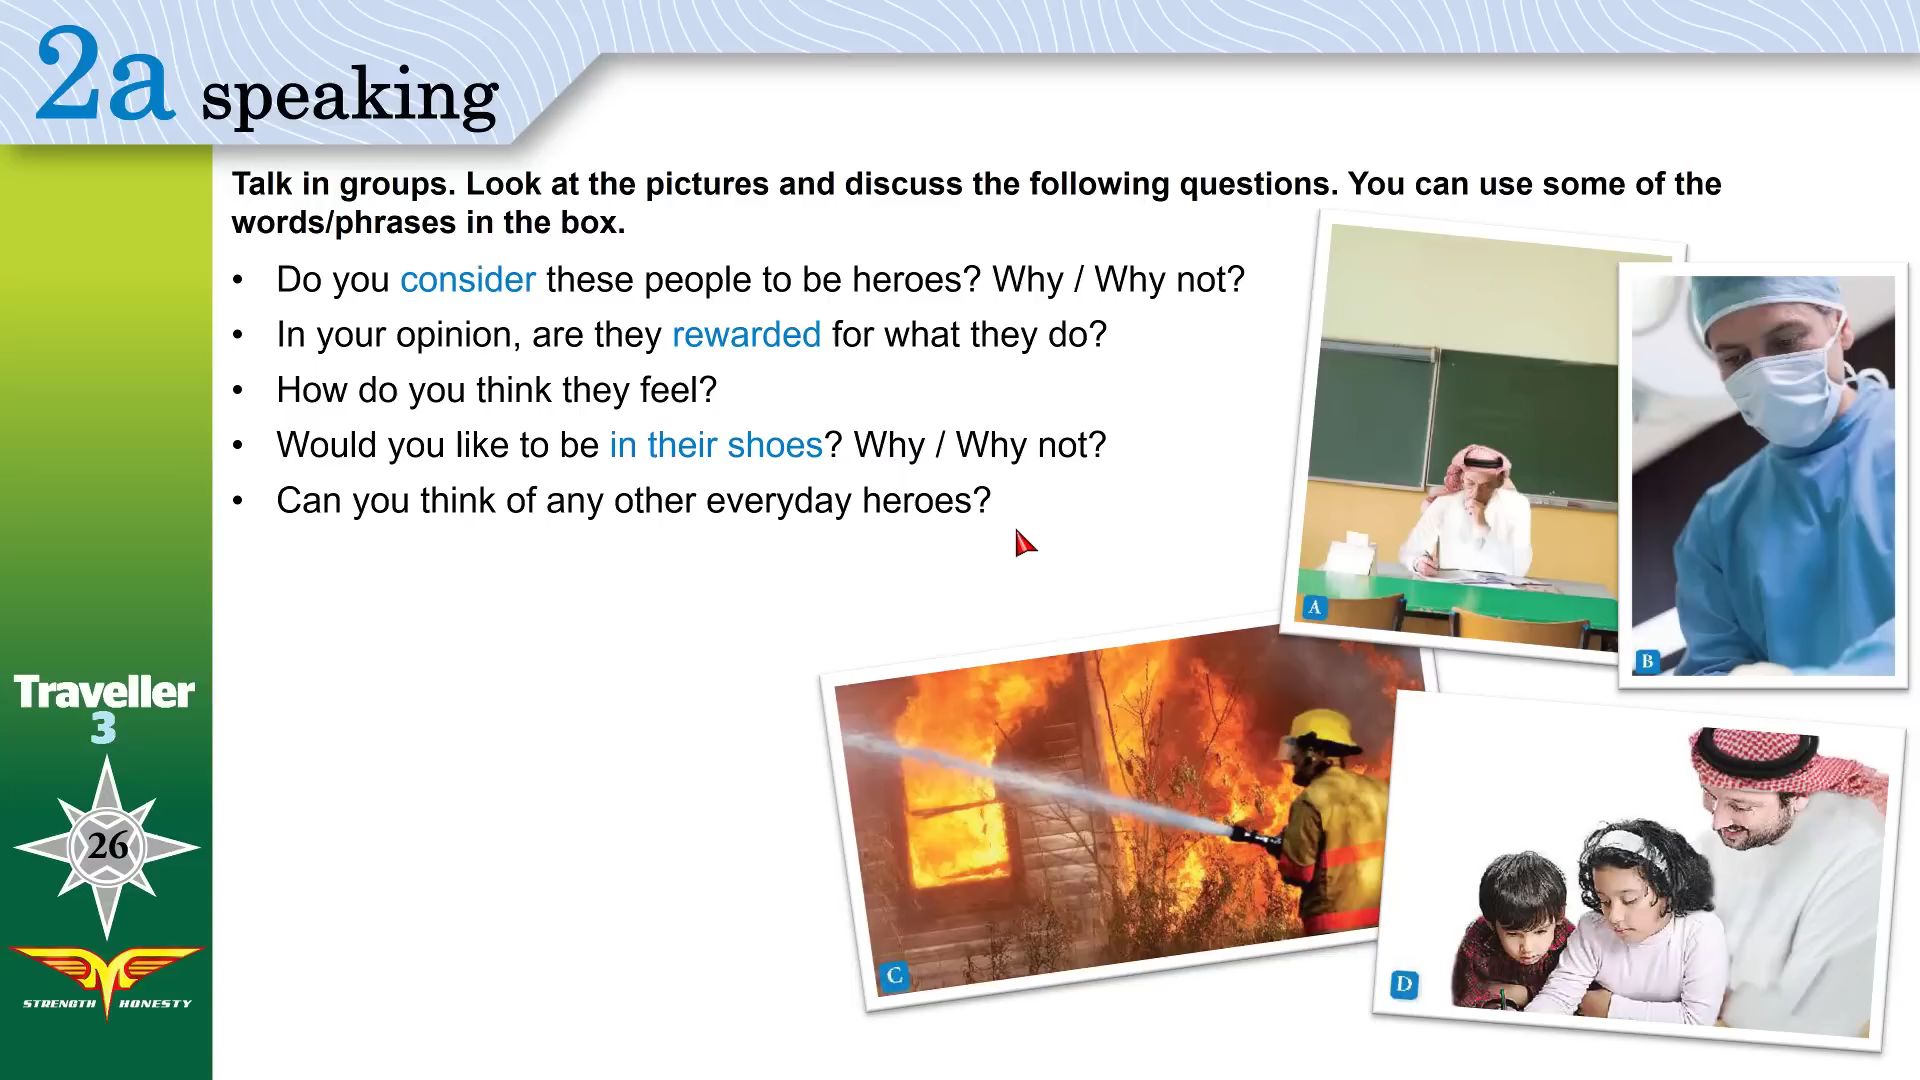 2a speaking
Talk in groups. Look at the pictures and discuss the following questions. You can use some of the
words/phrases in the box.
• Do you consider these people to be heroes? Why / Why not?
• In your opinion, are they rewarded for what they do?
• How do you think they feel?
• Would you like to be in their shoes? Why / Why not?
• Can you think of any other everyday heroes?
A
B
C
D
Traveller
3
26
STRENGTH HONESTY